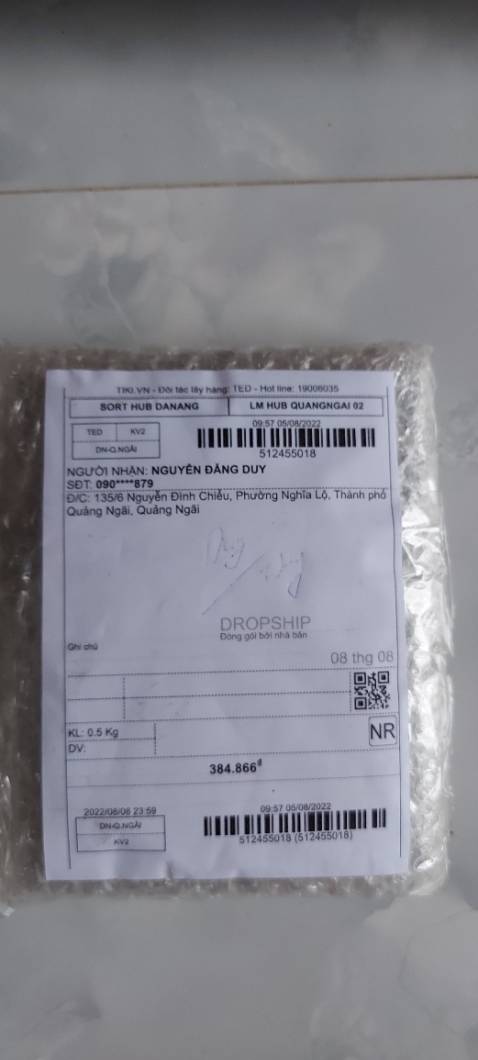 TIKI.VN - Đối tác lấy hàng: TED - Hot line: 19006035
SORT HUB DANANG LM HUB QUANGNGAI 02
09:57 05/08/2022
TED KV2
DN-Q.NGÃI
512455018
NGƯỜI NHẬN: NGUYỄN ĐĂNG DUY
SĐT: 090****879
Đ/C: 135/6 Nguyễn Đình Chiểu, Phường Nghĩa Lộ, Thành phố
Quảng Ngãi, Quảng Ngãi
DROPSHIP
Đóng gói bởi nhà bán
Ghi chú
08 thg 08
KL: 0.5 Kg
DV:
NR
384.866đ
2022/08/08 23:59
09:57 05/08/2022
DN-Q.NGÃI
KV2
512455018 (512455018)